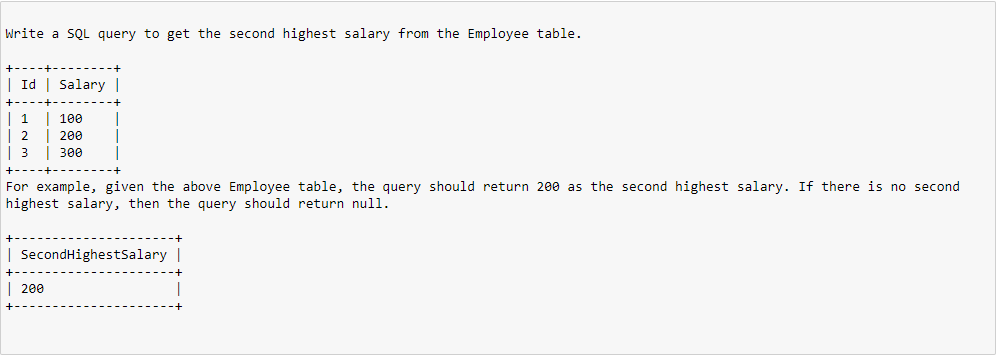 Write a SQL query to get the second highest salary from the Employee table.
+----+--------+
| Id | Salary |
+----+--------+
| 1  | 100    |
| 2  | 200    |
| 3  | 300    |
+----+--------+
For example, given the above Employee table, the query should return 200 as the second highest salary. If there is no second
highest salary, then the query should return null.
+---------------------+
| SecondHighestSalary |
+---------------------+
| 200                 |
+---------------------+